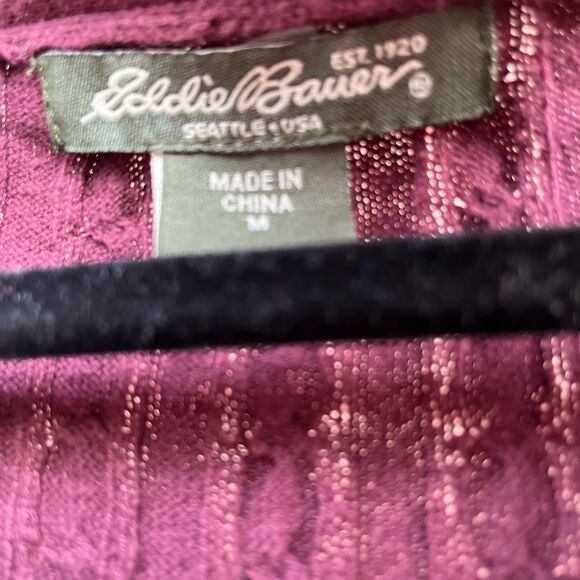 EST. 1920
Eddie Bauer®
SEATTLE • USA
MADE IN
CHINA
M